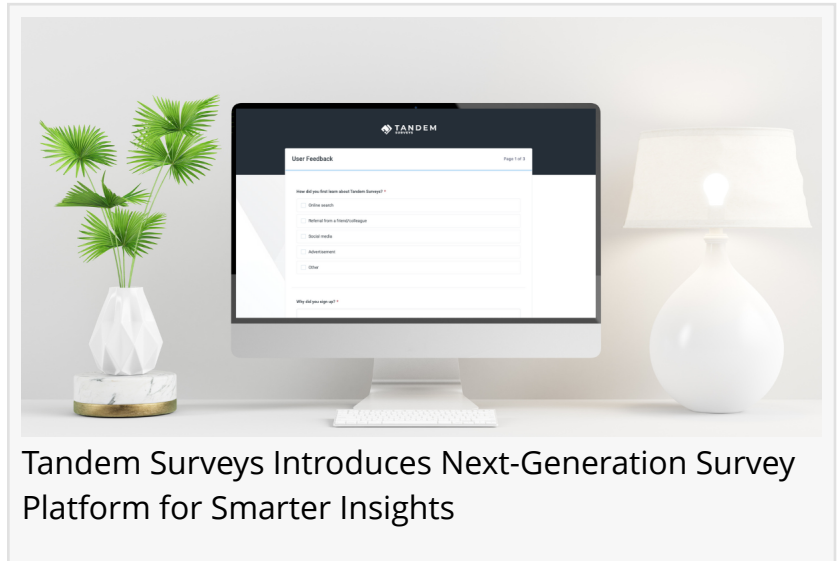 TANDEM
SURVEYS
User Feedback
Page 1 of 3
How did you first learn about Tandem Surveys? *
Online search
Referral from a friend/colleague
Social media
Advertisement
Other
Why did you sign up? *
Tandem Surveys Introduces Next-Generation Survey
Platform for Smarter Insights